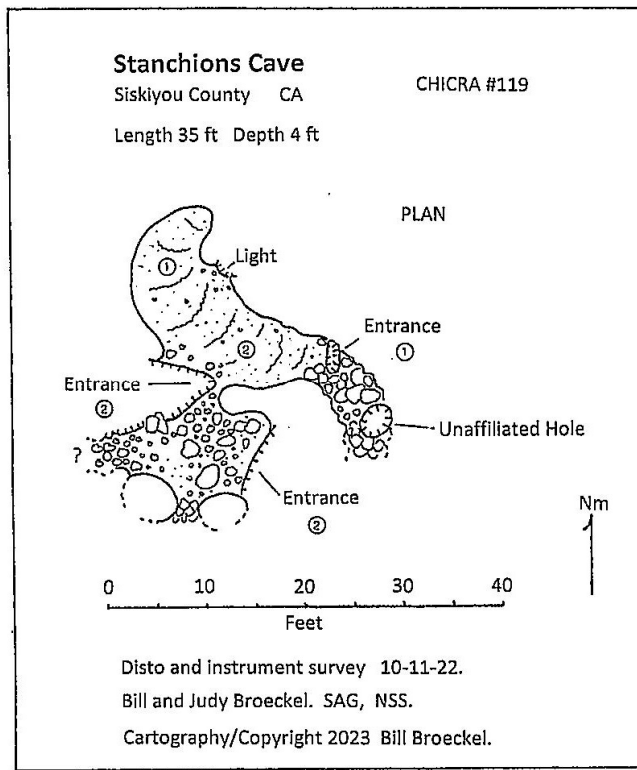 Stanchions Cave
CHICRA #119
Siskiyou County CA
Length 35 ft Depth 4 ft
PLAN
Light
①
②
Entrance
①
Entrance
②
Unaffiliated Hole
?
Entrance
②
Nm
0 10 20 30 40
Feet
Disto and instrument survey 10-11-22.
Bill and Judy Broeckel. SAG, NSS.
Cartography/Copyright 2023 Bill Broeckel.